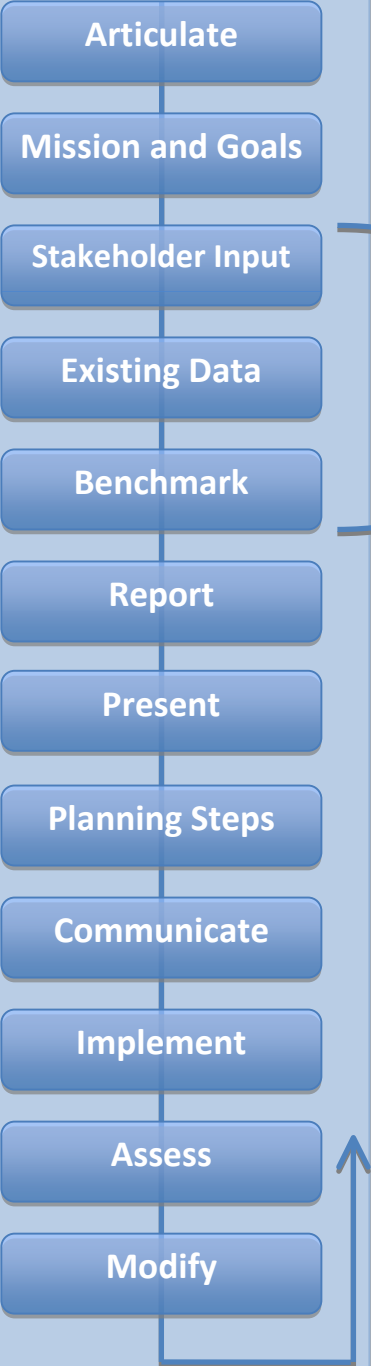 Articulate
Mission and Goals
Stakeholder Input
Existing Data
Benchmark
Report
Present
Planning Steps
Communicate
Implement
Assess
Modify